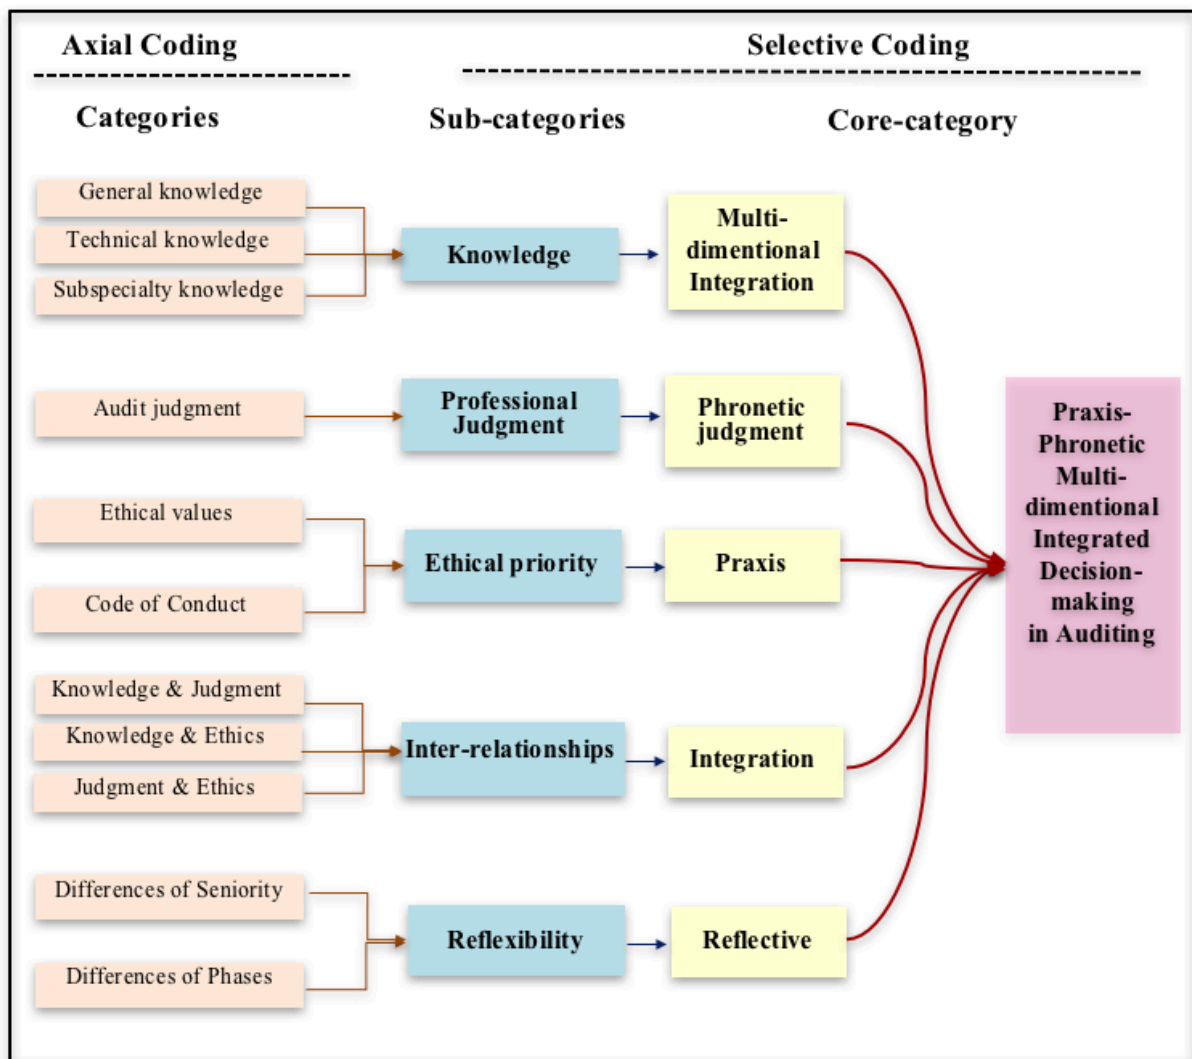 Axial Coding
Selective Coding
Categories
Sub-categories
Core-category
General knowledge
Technical knowledge
Subspecialty knowledge
Knowledge
Multi-
dimentional
Integration
Audit judgment
Professional
Judgment
Phronetic
judgment
Ethical values
Code of Conduct
Ethical priority
Praxis
Knowledge & Judgment
Knowledge & Ethics
Judgment & Ethics
Inter-relationships
Integration
Differences of Seniority
Differences of Phases
Reflexibility
Reflective
Praxis-
Phronetic
Multi-
dimentional
Integrated
Decision-
making
in Auditing